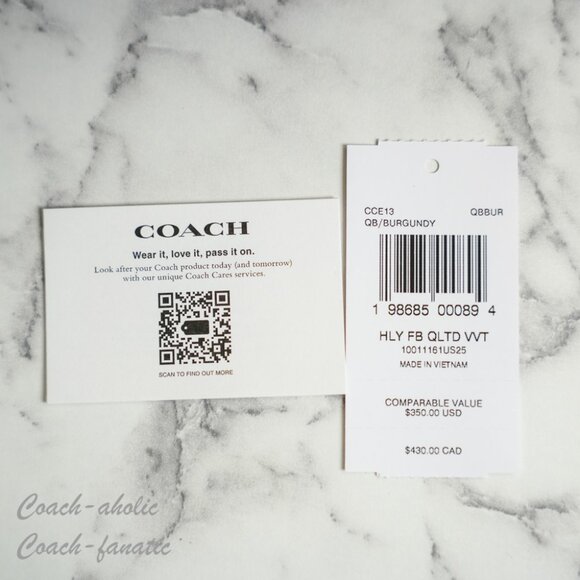 COACH
Wear it, love it, pass it on.
Look after your Coach product today (and tomorrow)
with our unique Coach Cares services.
SCAN TO FIND OUT MORE
CCE13 QBBUR
QB/BURGUNDY
1 98685 00089 4
HLY FB QLTD VVT
10011161US25
MADE IN VIETNAM
COMPARABLE VALUE
$350.00 USD
$430.00 CAD
Coach-aholic
Coach-fanatic